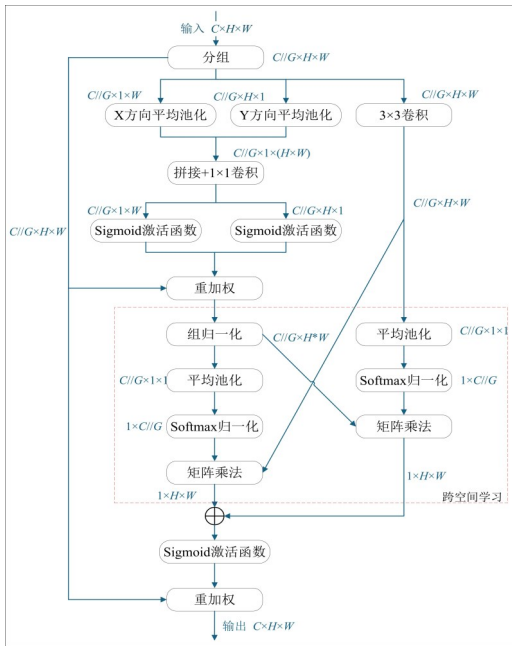 输入 C×H×W
分组
C//G×H×W
C//G×1×W
C//G×H×1
C//G×H×W
X方向平均池化
Y方向平均池化
3×3卷积
C//G×1×(H×W)
拼接+1×1卷积
C//G×1×W
C//G×H×1
C//G×H×W
C//G×H×W
Sigmoid激活函数
Sigmoid激活函数
重加权
组归一化
C//G×H*W
平均池化
C//G×1×1
C//G×1×1
平均池化
Softmax归一化
1×C//G
1×C//G
Softmax归一化
矩阵乘法
矩阵乘法
1×H×W
1×H×W
跨空间学习
Sigmoid激活函数
重加权
输出 C×H×W